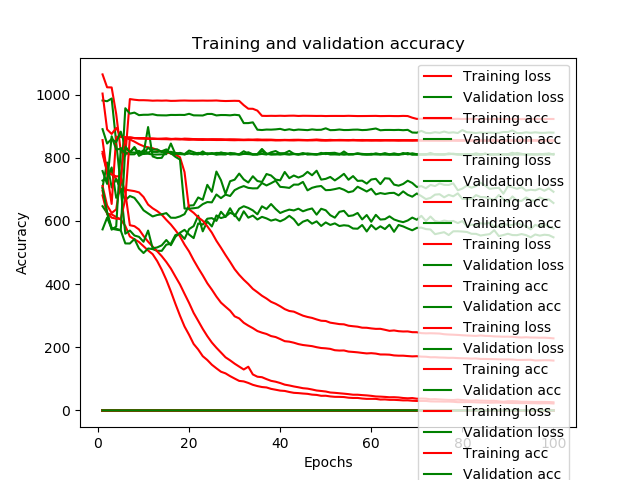 Training and validation accuracy
Accuracy
1000
800
600
400
200
0
0
20
40
60
80
100
Epochs
Training loss
Validation loss
Training acc
Validation acc
Training loss
Validation loss
Training acc
Validation acc
Training loss
Validation loss
Training acc
Validation acc
Training loss
Validation loss
Training acc
Validation acc
Training loss
Validation loss
Training acc
Validation acc